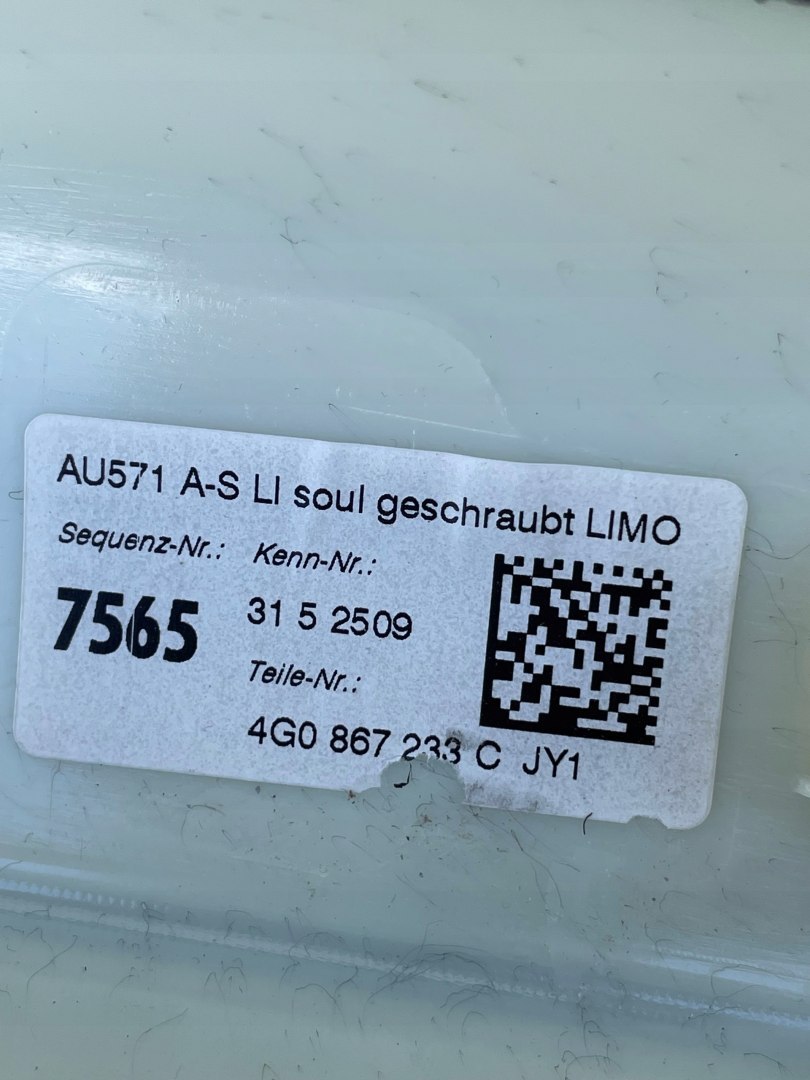 AU571 A-S LI soul geschraubt LIMO
Sequenz-Nr.: Kenn-Nr.:
7565 31 5 2509
Teile-Nr.:
4G0 867 233 C JY1